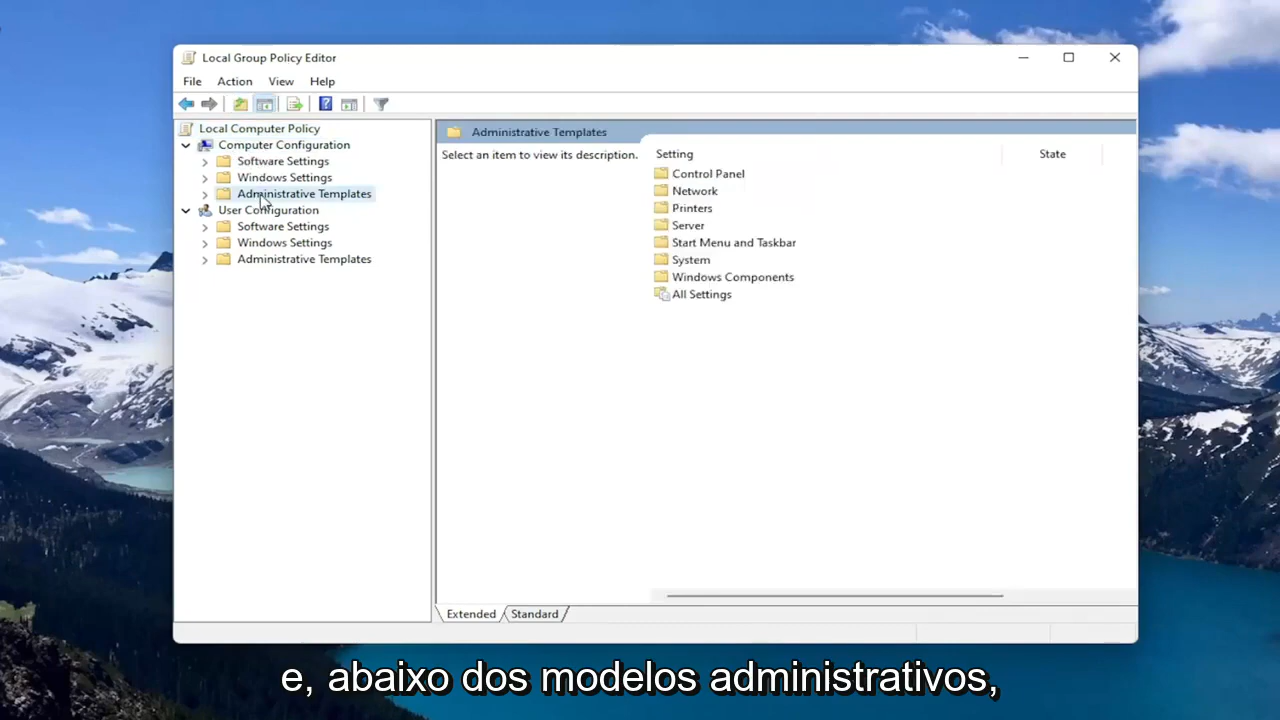 Local Group Policy Editor
File Action View Help
Local Computer Policy
Computer Configuration
Software Settings
Windows Settings
Administrative Templates
User Configuration
Software Settings
Windows Settings
Administrative Templates
Administrative Templates
Select an item to view its description.
Setting State
Control Panel
Network
Printers
Server
Start Menu and Taskbar
System
Windows Components
All Settings
Extended Standard
e, abaixo dos modelos administrativos,